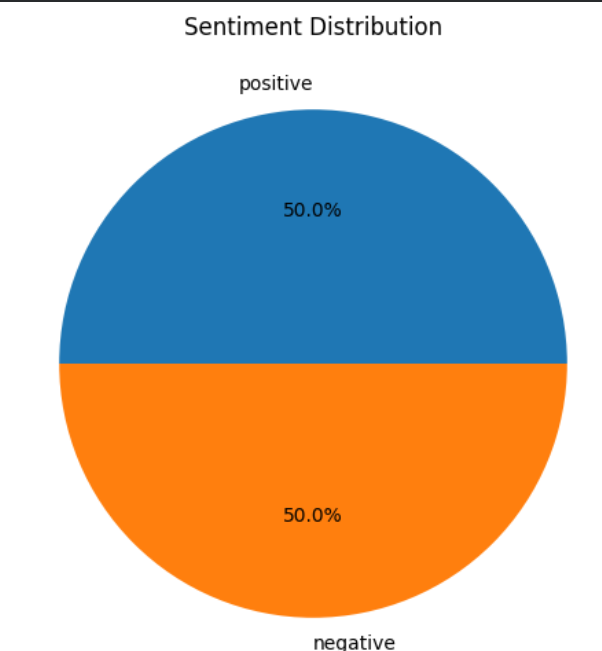 Sentiment Distribution
positive
50.0%
50.0%
negative